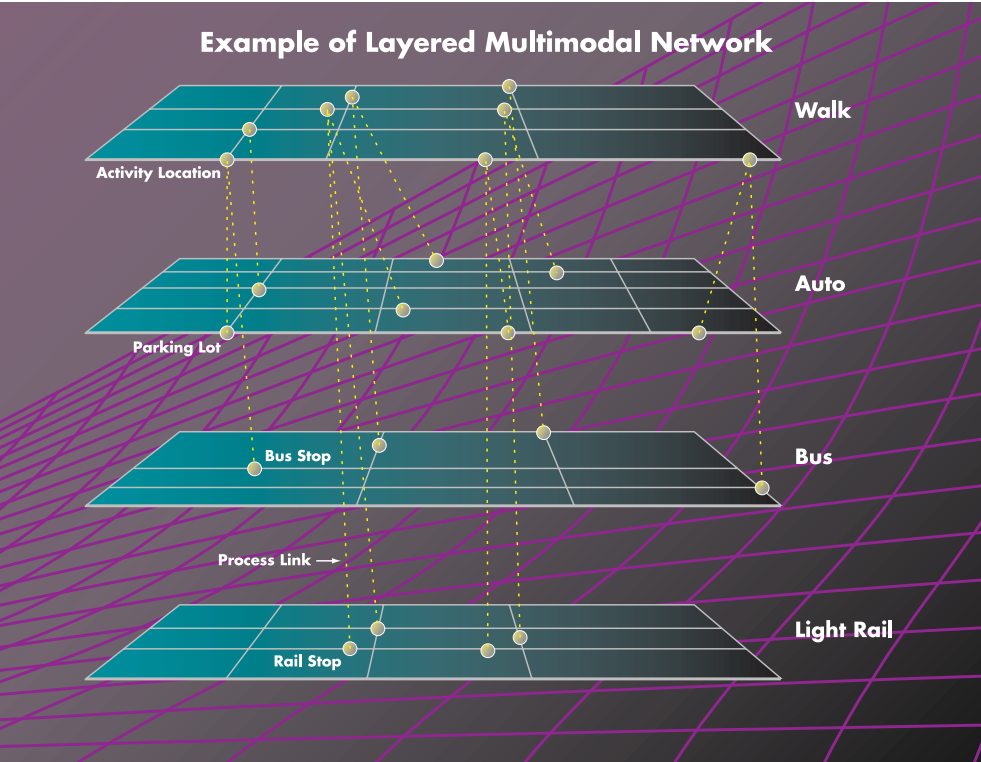 Example of Layered Multimodal Network
Walk
Activity Location
Auto
Parking Lot
Bus Stop
Bus
Process Link
Light Rail
Rail Stop